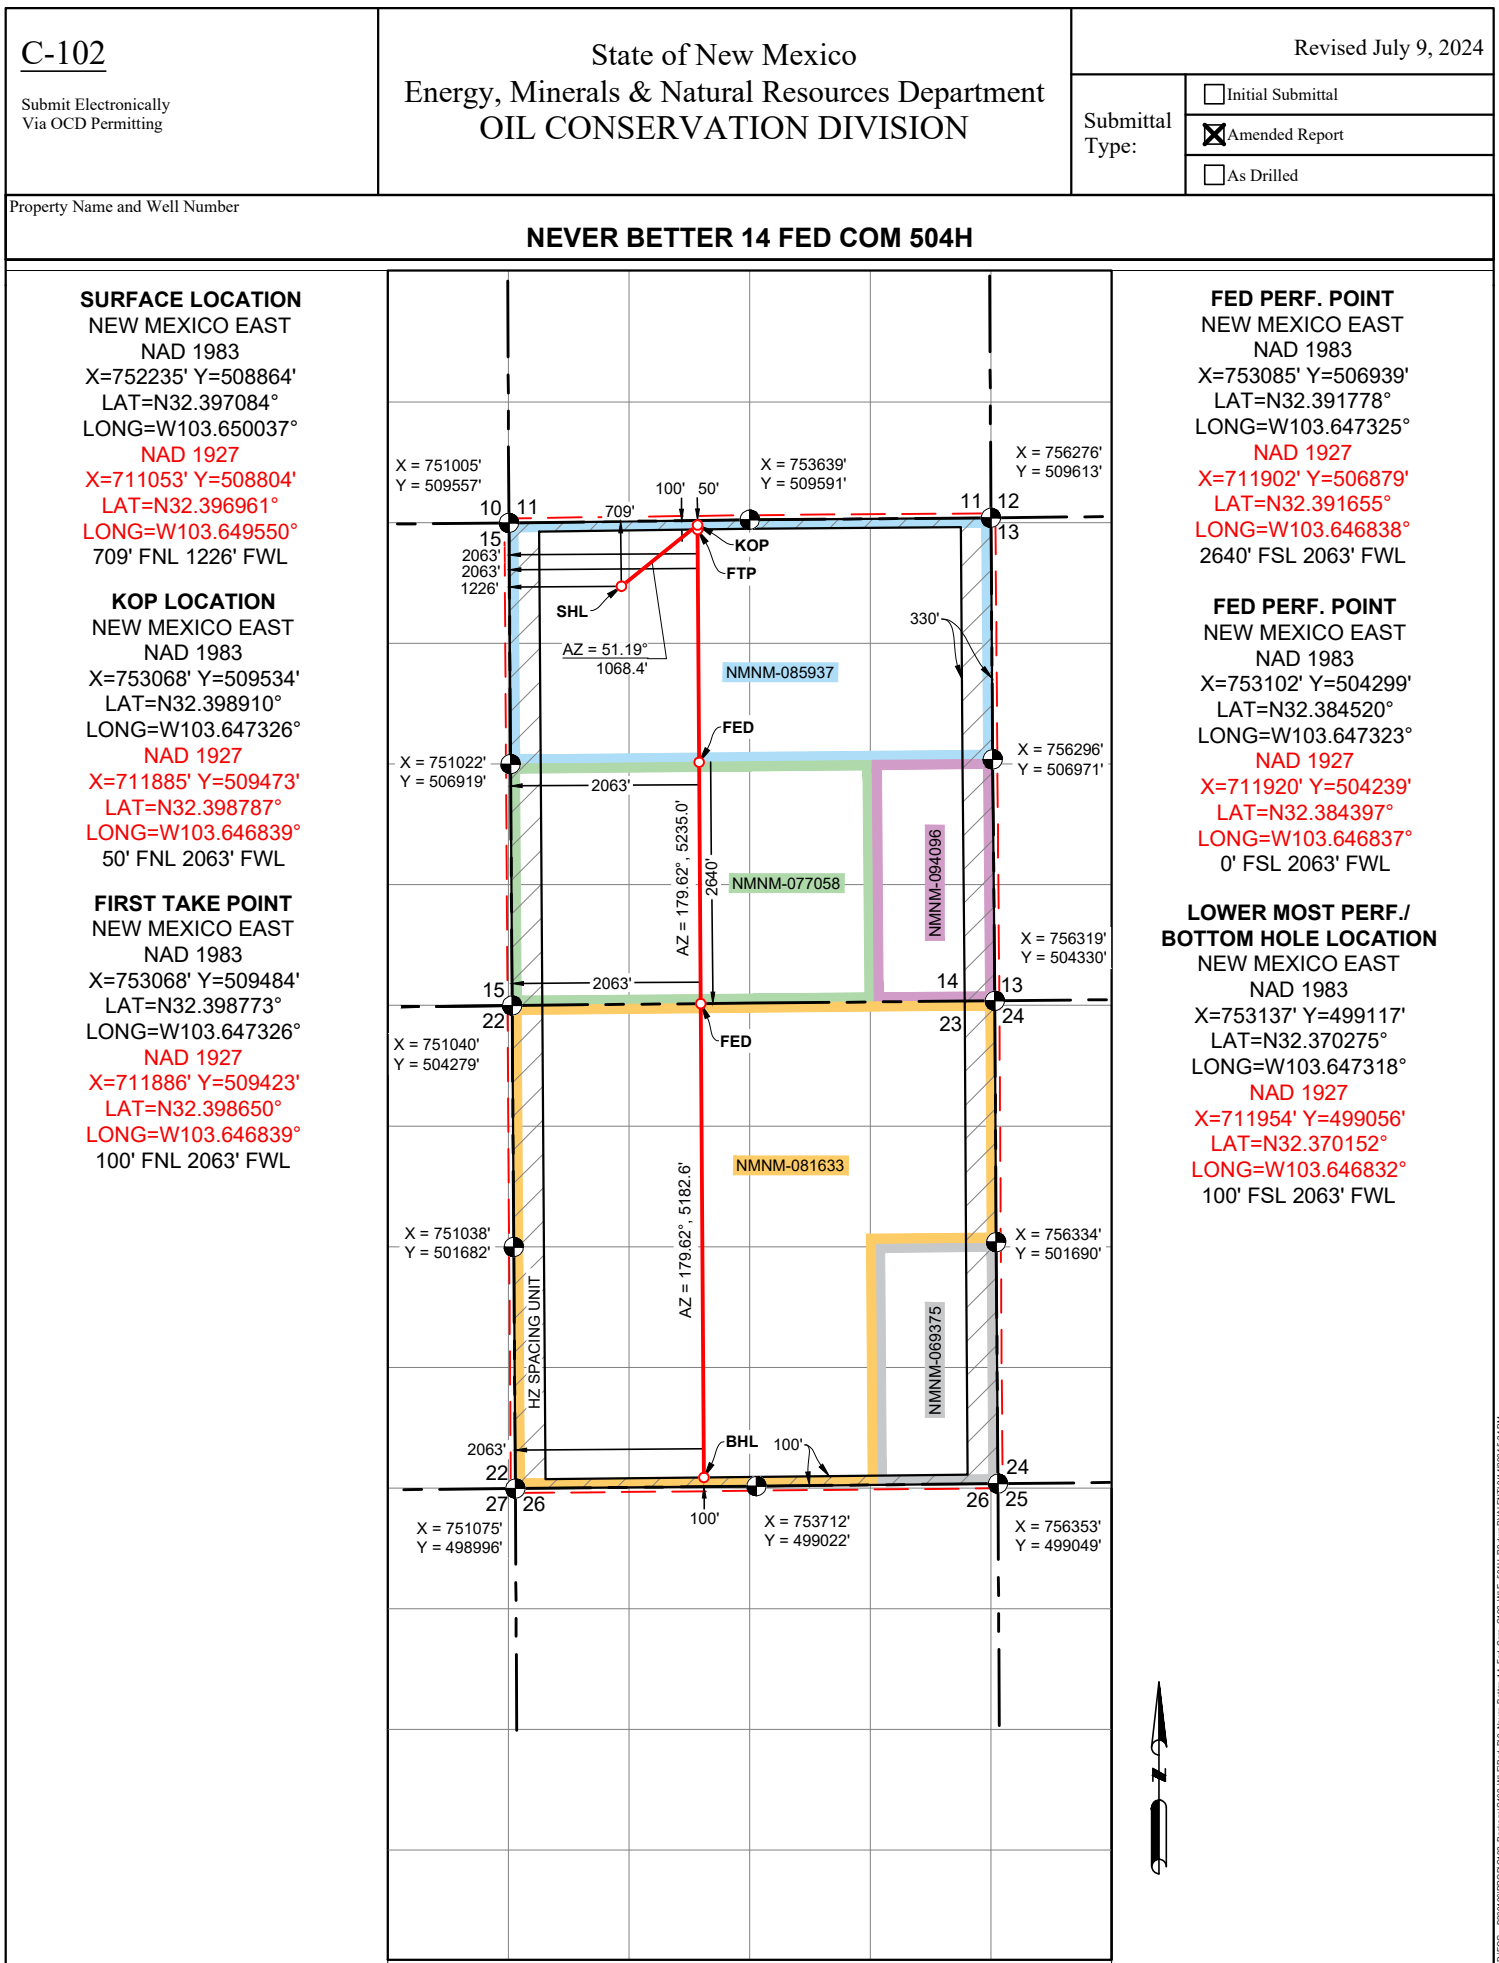 C-102
Submit Electronically
Via OCD Permitting
State of New Mexico
Energy, Minerals & Natural Resources Department
OIL CONSERVATION DIVISION
Revised July 9, 2024
Submittal
Type:
Initial Submittal
Amended Report
As Drilled
Property Name and Well Number
NEVER BETTER 14 FED COM 504H
SURFACE LOCATION
NEW MEXICO EAST
NAD 1983
X=752235' Y=508864'
LAT=N32.397084°
LONG=W103.650037°
NAD 1927
X=711053' Y=508804'
LAT=N32.396961°
LONG=W103.649550°
709' FNL 1226' FWL
KOP LOCATION
NEW MEXICO EAST
NAD 1983
X=753068' Y=509534'
LAT=N32.398910°
LONG=W103.647326°
NAD 1927
X=711885' Y=509473'
LAT=N32.398787°
LONG=W103.646839°
50' FNL 2063' FWL
FIRST TAKE POINT
NEW MEXICO EAST
NAD 1983
X=753068' Y=509484'
LAT=N32.398773°
LONG=W103.647326°
NAD 1927
X=711886' Y=509423'
LAT=N32.398650°
LONG=W103.646839°
100' FNL 2063' FWL
X = 751005'
Y = 509557'
X = 753639'
Y = 509591'
X = 756276'
Y = 509613'
100' 50'
10 11
11 12
709'
15
13
KOP
2063'
2063'
FTP
1226'
SHL
330'
AZ = 51.19°
1068.4'
NMNM-085937
FED
X = 751022'
Y = 506919'
X = 756296'
Y = 506971'
2063'
AZ = 179.62°, 5235.0'
2640'
NMNM-077058
NMNM-094096
X = 756319'
Y = 504330'
2063'
15
14 13
22
23 24
FED
X = 751040'
Y = 504279'
NMNM-081633
AZ = 179.62°, 5182.6'
X = 751038'
Y = 501682'
X = 756334'
Y = 501690'
HZ SPACING UNIT
NMNM-069375
2063'
BHL
100'
22
24
27 26
26 25
100'
X = 751075'
Y = 498996'
X = 753712'
Y = 499022'
X = 756353'
Y = 499049'
FED PERF. POINT
NEW MEXICO EAST
NAD 1983
X=753085' Y=506939'
LAT=N32.391778°
LONG=W103.647325°
NAD 1927
X=711902' Y=506879'
LAT=N32.391655°
LONG=W103.646838°
2640' FSL 2063' FWL
FED PERF. POINT
NEW MEXICO EAST
NAD 1983
X=753102' Y=504299'
LAT=N32.384520°
LONG=W103.647323°
NAD 1927
X=711920' Y=504239'
LAT=N32.384397°
LONG=W103.646837°
0' FSL 2063' FWL
LOWER MOST PERF./
BOTTOM HOLE LOCATION
NEW MEXICO EAST
NAD 1983
X=753137' Y=499117'
LAT=N32.370275°
LONG=W103.647318°
NAD 1927
X=711954' Y=499056'
LAT=N32.370152°
LONG=W103.646832°
100' FSL 2063' FWL
Z